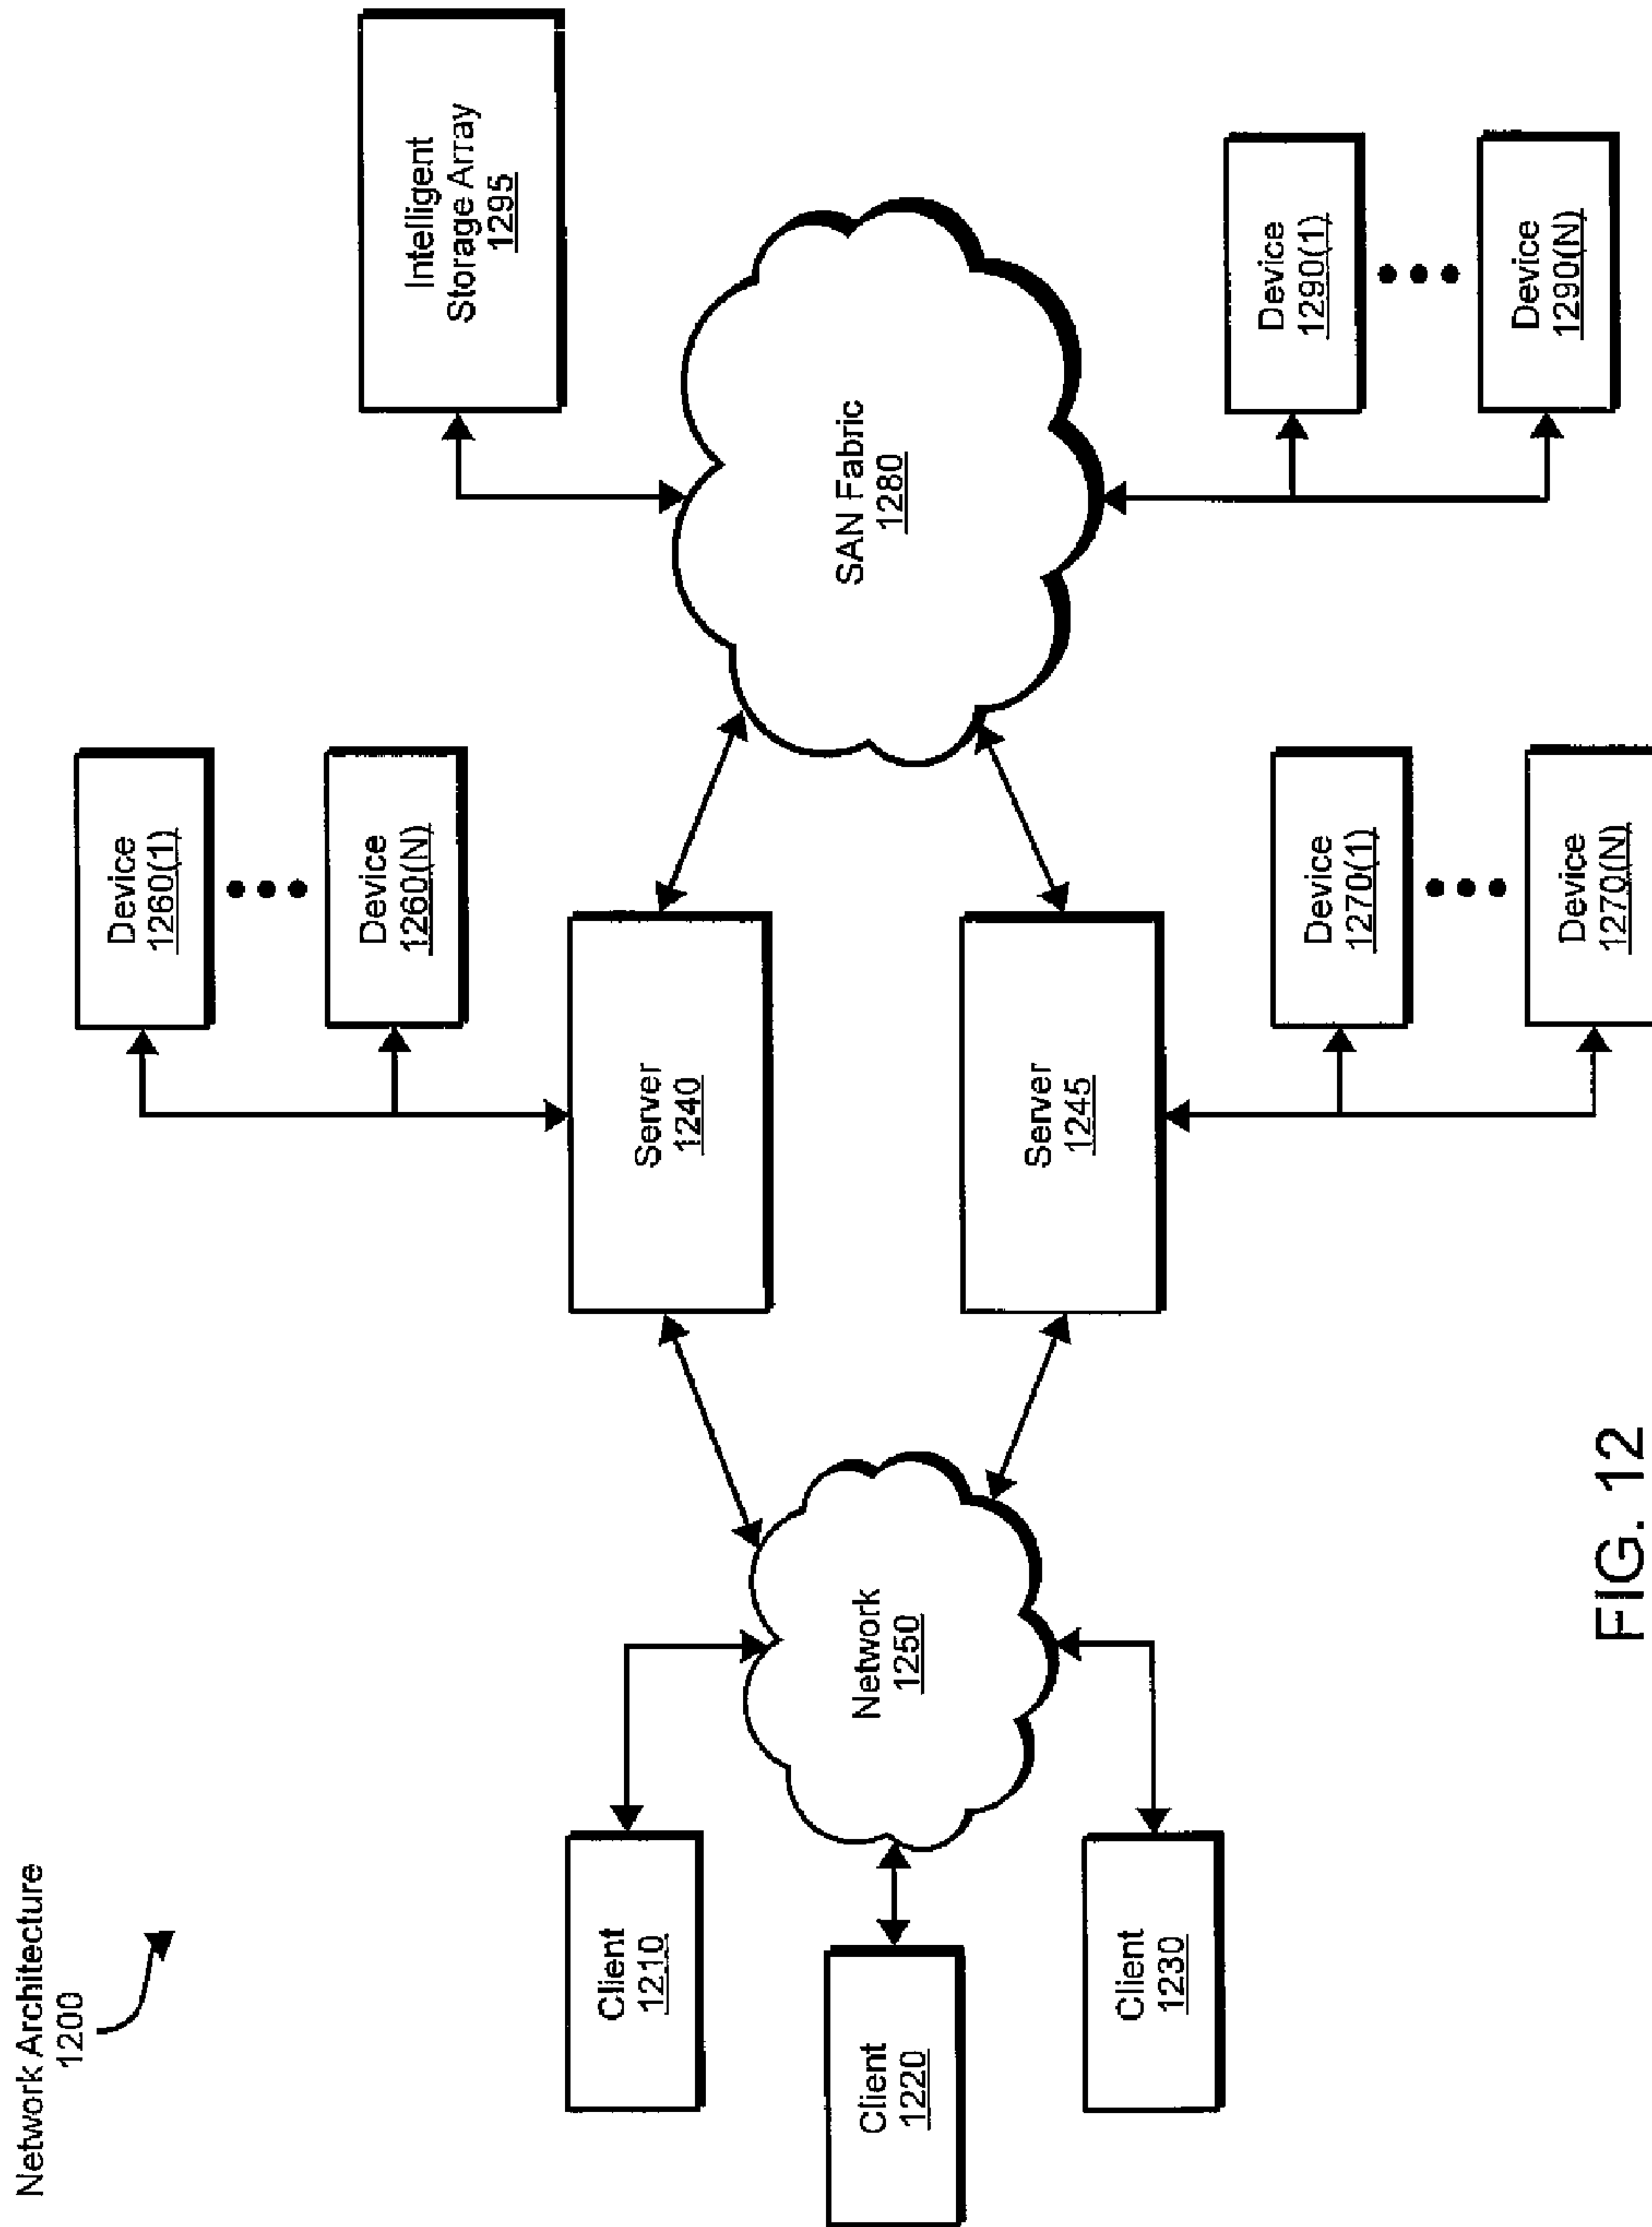 Network Architecture
1200
Device
1260(1)
Device
1260(N)
Intelligent
Storage Array
1295
Client
1210
Server
1240
Client
1220
Network
1250
SAN Fabric
1280
Client
1230
Server
1245
Device
1270(1)
Device
1270(N)
Device
1290(1)
Device
1290(N)
FIG. 12